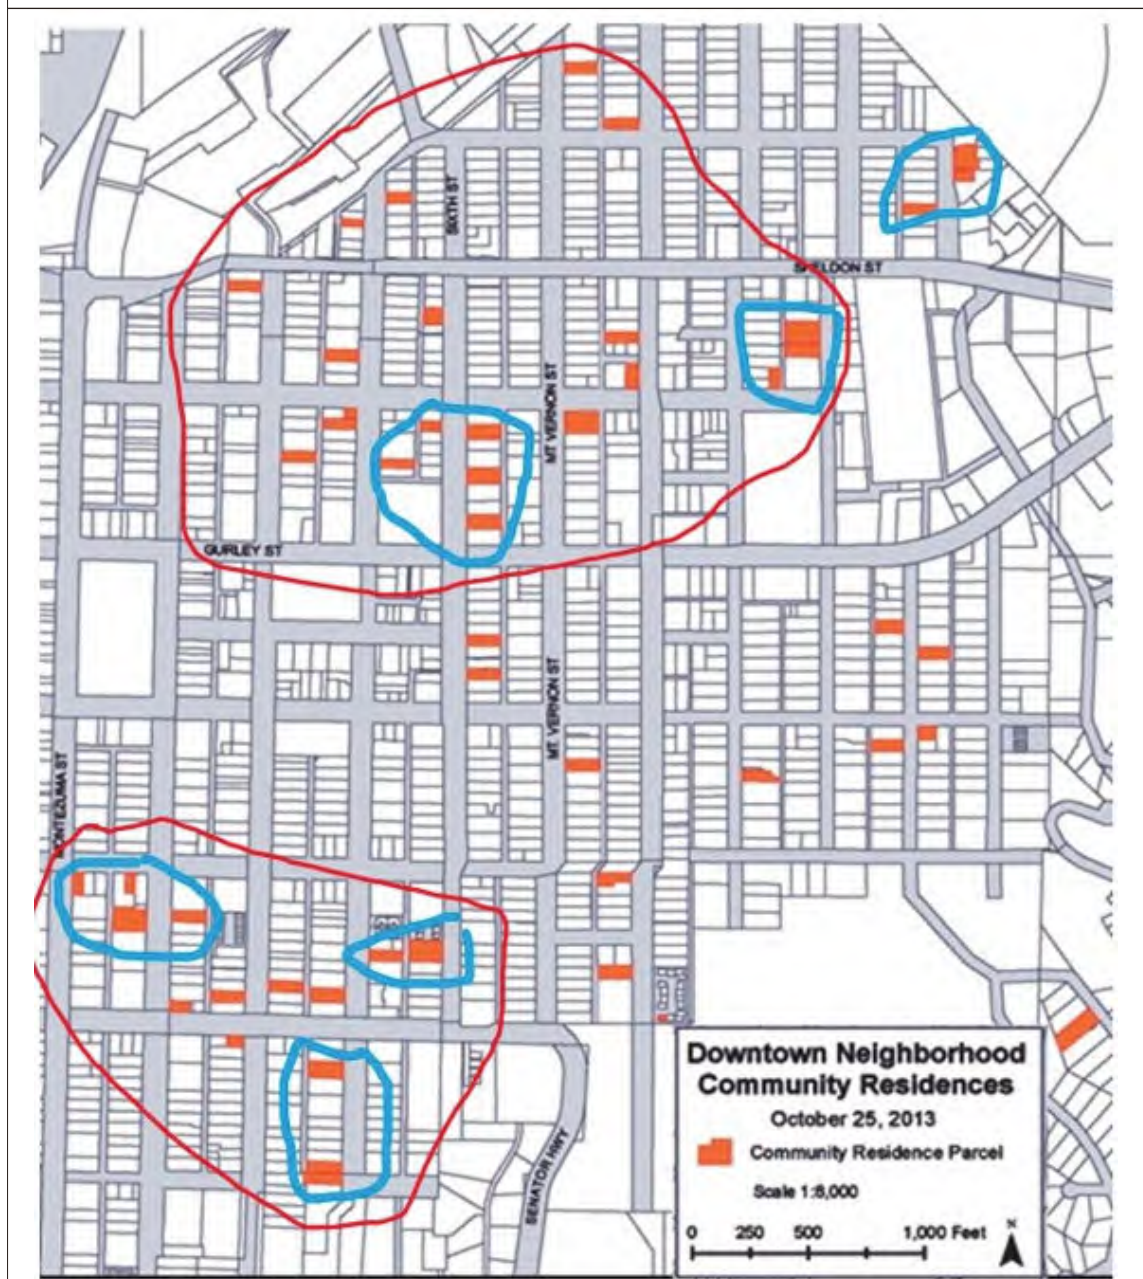 SIXTH ST
SHELDON ST
MT VERNON ST
GURLEY ST
MT. VERNON ST
MONTEZUMA ST
SENATOR HWY
Downtown Neighborhood
Community Residences
October 25, 2013
Community Residence Parcel
Scale 1:6,000
0 250 500 1,000 Feet
N